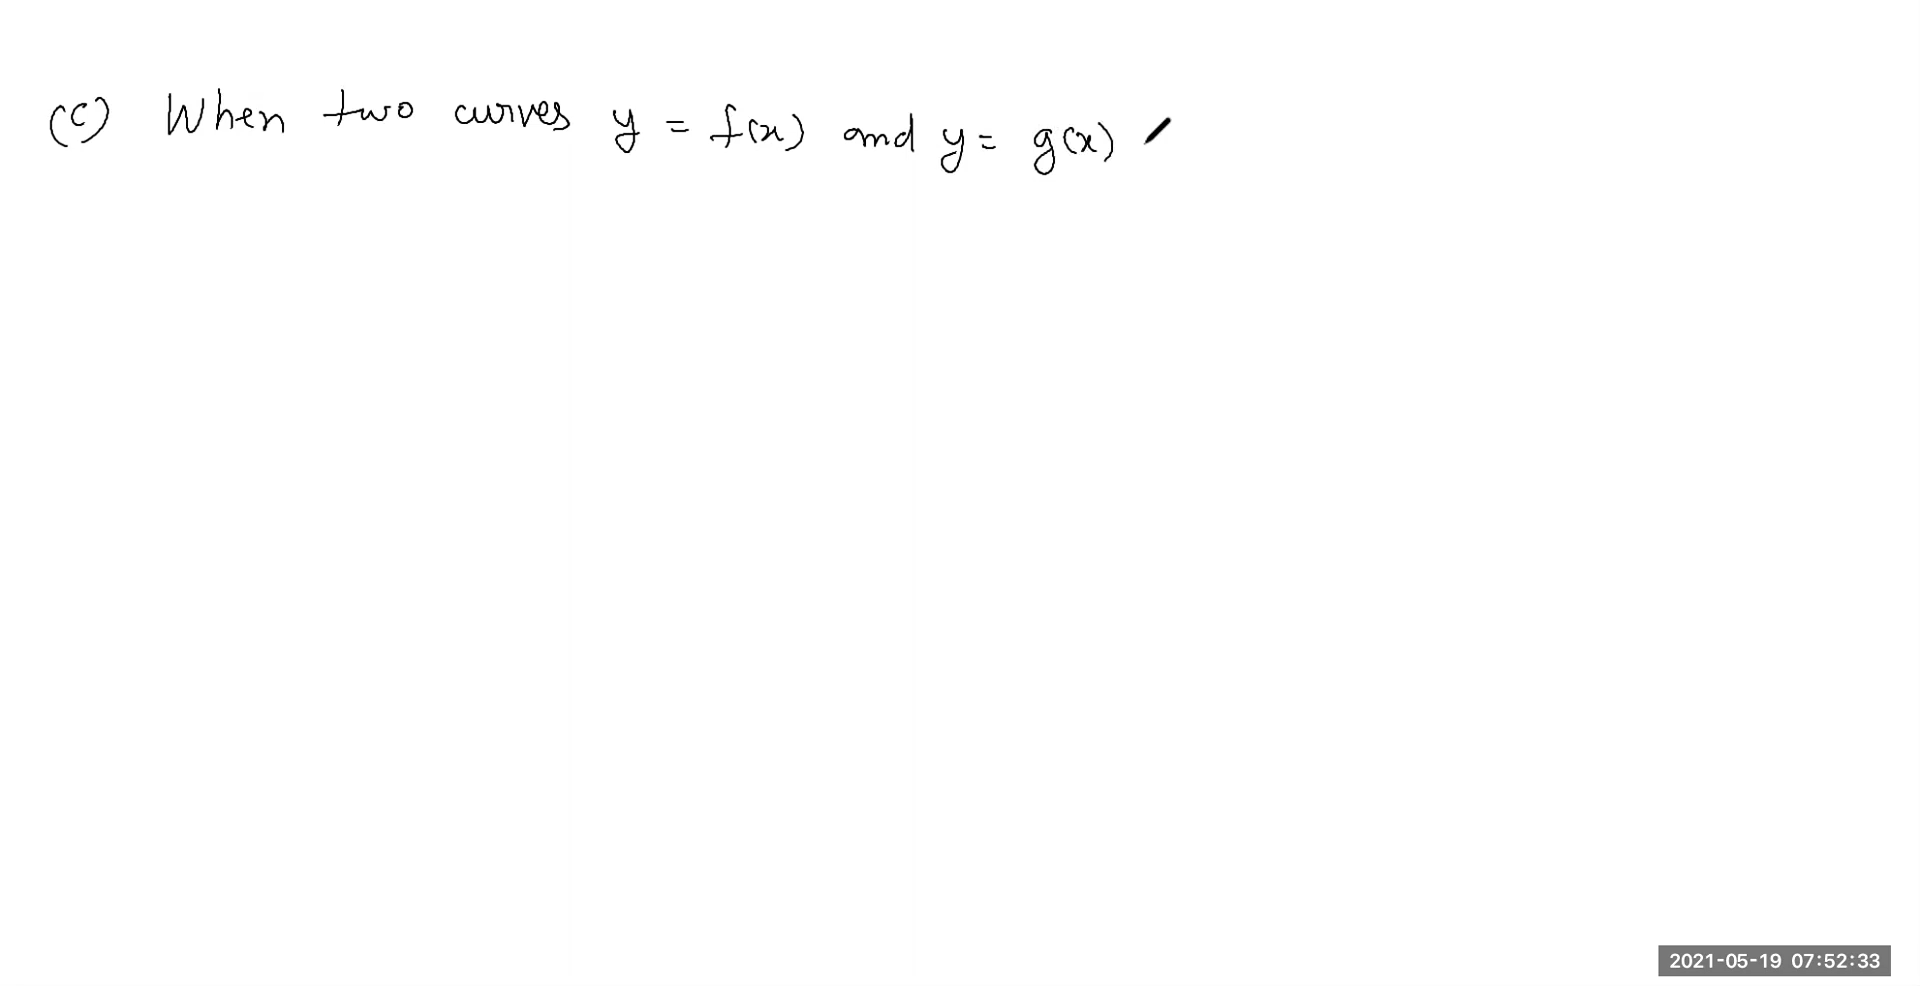 (c) When two curves y = f(x) and y = g(x)
2021-05-19 07:52:33